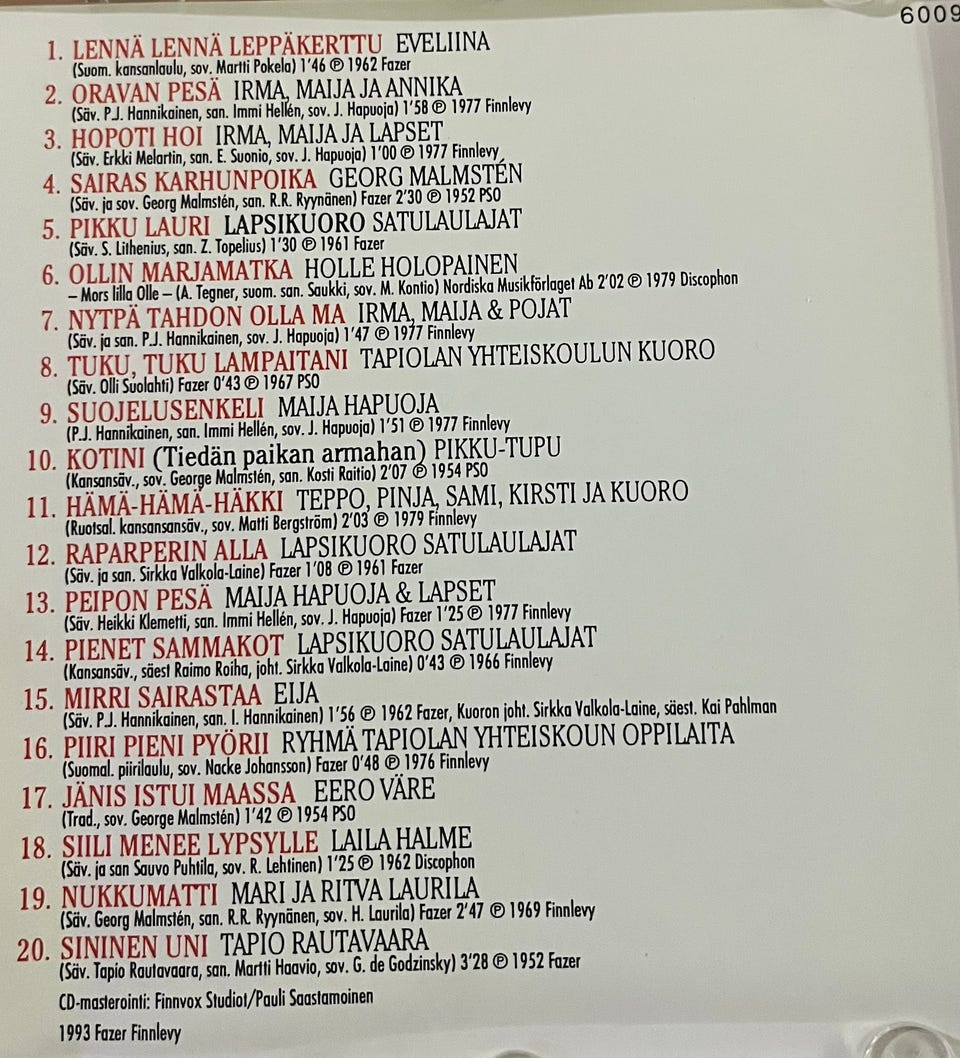 6009
1. LENNÄ LENNÄ LEPPÄKERTTU EVELIINA
(Suom. kansanlaulu, sov. Martti Pokela) 1'46 ℗ 1962 Fazer
2. ORAVAN PESÄ IRMA, MAIJA JA ANNIKA
(Säv. P.J. Hannikainen, san. Immi Hellén, sov. J. Hapuoja) 1'58 ℗ 1977 Finnlevy
3. HOPOTI HOI IRMA, MAIJA JA LAPSET
(Säv. Erkki Melartin, san. E. Suonio, sov. J. Hapuoja) 1'00 ℗ 1977 Finnlevy
4. SAIRAS KARHUNPOIKA GEORG MALMSTÉN
(Säv. ja sov. Georg Malmstén, san. R.R. Ryynänen) Fazer 2'30 ℗ 1952 PSO
5. PIKKU LAURI LAPSIKUORO SATULAULAJAT
(Säv. S. Lithenius, san. Z. Topelius) 1'30 ℗ 1961 Fazer
6. OLLIN MARJAMATKA HOLLE HOLOPAINEN
– Mors lilla Olle – (A. Tegner, suom. san. Saukki, sov. M. Kontio) Nordiska Musikförlaget Ab 2'02 ℗ 1979 Discophon
7. NYTPÄ TAHDON OLLA MA IRMA, MAIJA & POJAT
(Säv. ja san. P.J. Hannikainen, sov. J. Hapuoja) 1'47 ℗ 1977 Finnlevy
8. TUKU, TUKU LAMPAITANI TAPIOLAN YHTEISKOULUN KUORO
(Säv. Olli Suolahti) Fazer 0'43 ℗ 1967 PSO
9. SUOJELUSENKELI MAIJA HAPUOJA
(P.J. Hannikainen, san. Immi Hellén, sov. J. Hapuoja) 1'51 ℗ 1977 Finnlevy
10. KOTINI (Tiedän paikan armahan) PIKKU-TUPU
(Kansansäv., sov. George Malmstén, san. Kosti Raitio) 2'07 ℗ 1954 PSO
11. HÄMÄ-HÄMÄ-HÄKKI TEPPO, PINJA, SAMI, KIRSTI JA KUORO
(Ruotsal. kansansansäv., sov. Matti Bergström) 2'03 ℗ 1979 Finnlevy
12. RAPARPERIN ALLA LAPSIKUORO SATULAULAJAT
(Säv. ja san. Sirkka Valkola-Laine) Fazer 1'08 ℗ 1961 Fazer
13. PEIPON PESÄ MAIJA HAPUOJA & LAPSET
(Säv. Heikki Klemetti, san. Immi Hellén, sov. J. Hapuoja) Fazer 1'25 ℗ 1977 Finnlevy
14. PIENET SAMMAKOT LAPSIKUORO SATULAULAJAT
(Kansansäv., säest Raimo Roiha, joht. Sirkka Valkola-Laine) 0'43 ℗ 1966 Finnlevy
15. MIRRI SAIRASTAA EIJA
(Säv. P.J. Hannikainen, san. I. Hannikainen) 1'56 ℗ 1962 Fazer, Kuoron joht. Sirkka Valkola-Laine, säest. Kai Pahlman
16. PIIRI PIENI PYÖRII RYHMÄ TAPIOLAN YHTEISKOUN OPPILAITA
(Suomal. piirilaulu, sov. Nacke Johansson) Fazer 0'48 ℗ 1976 Finnlevy
17. JÄNIS ISTUI MAASSA EERO VÄRE
(Trad., sov. George Malmstén) 1'42 ℗ 1954 PSO
18. SIILI MENEE LYPSYLLE LAILA HALME
(Säv. ja san Sauvo Puhtila, sov. R. Lehtinen) 1'25 ℗ 1962 Discophon
19. NUKKUMATTI MARI JA RITVA LAURILA
(Säv. Georg Malmstén, san. R.R. Ryynänen, sov. H. Laurila) Fazer 2'47 ℗ 1969 Finnlevy
20. SININEN UNI TAPIO RAUTAVAARA
(Säv. Tapio Rautavaara, san. Martti Haavio, sov. G. de Godzinsky) 3'28 ℗ 1952 Fazer
CD-masterointi: Finnvox Studiot/Pauli Saastamoinen
1993 Fazer Finnlevy